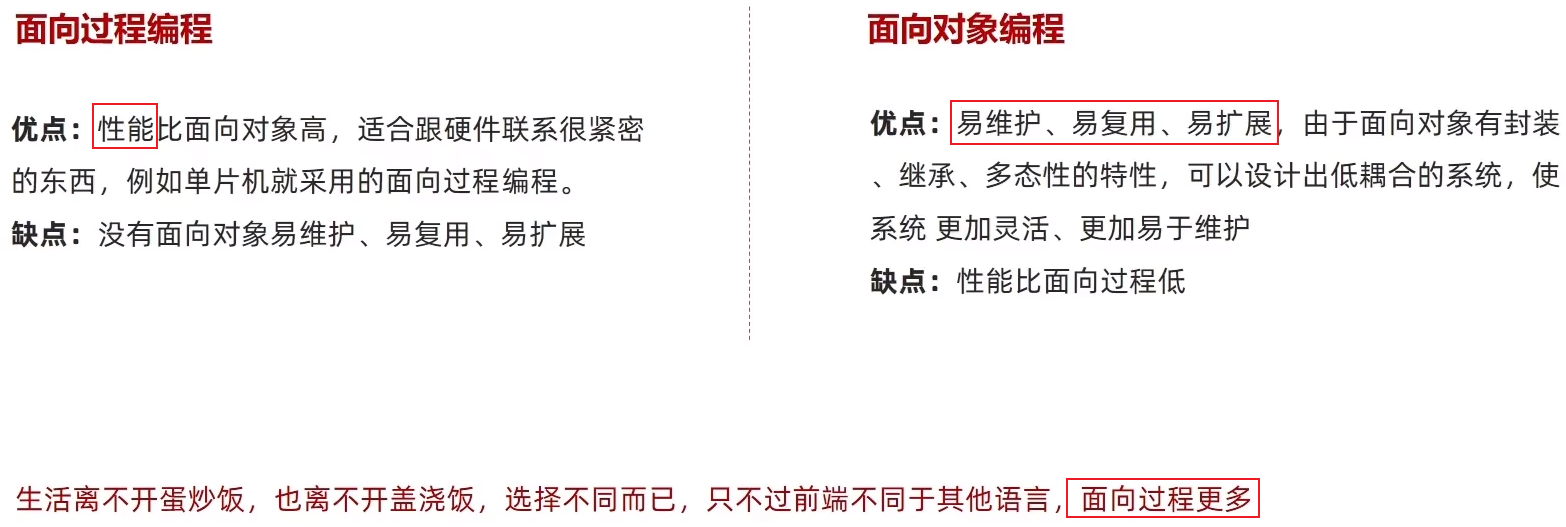 面向过程编程
优点：性能比面向对象高，适合跟硬件联系很紧密
的东西，例如单片机就采用的面向过程编程。
缺点：没有面向对象易维护、易复用、易扩展
面向对象编程
优点：易维护、易复用、易扩展，由于面向对象有封装
、继承、多态性的特性，可以设计出低耦合的系统，使
系统 更加灵活、更加易于维护
缺点：性能比面向过程低
生活离不开蛋炒饭，也离不开盖浇饭，选择不同而已，只不过前端不同于其他语言，面向过程更多